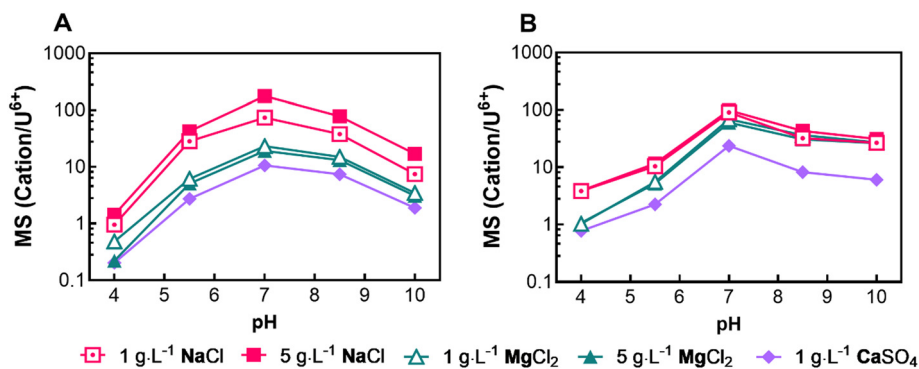 A
B
MS (Cation/U⁶⁺)
1000
100
10
1
0.1
4 5 6 7 8 9 10
pH
MS (Cation/U⁶⁺)
1000
100
10
1
0.1
4 5 6 7 8 9 10
pH
1 g·L⁻¹ NaCl 5 g·L⁻¹ NaCl 1 g·L⁻¹ MgCl₂ 5 g·L⁻¹ MgCl₂ 1 g·L⁻¹ CaSO₄